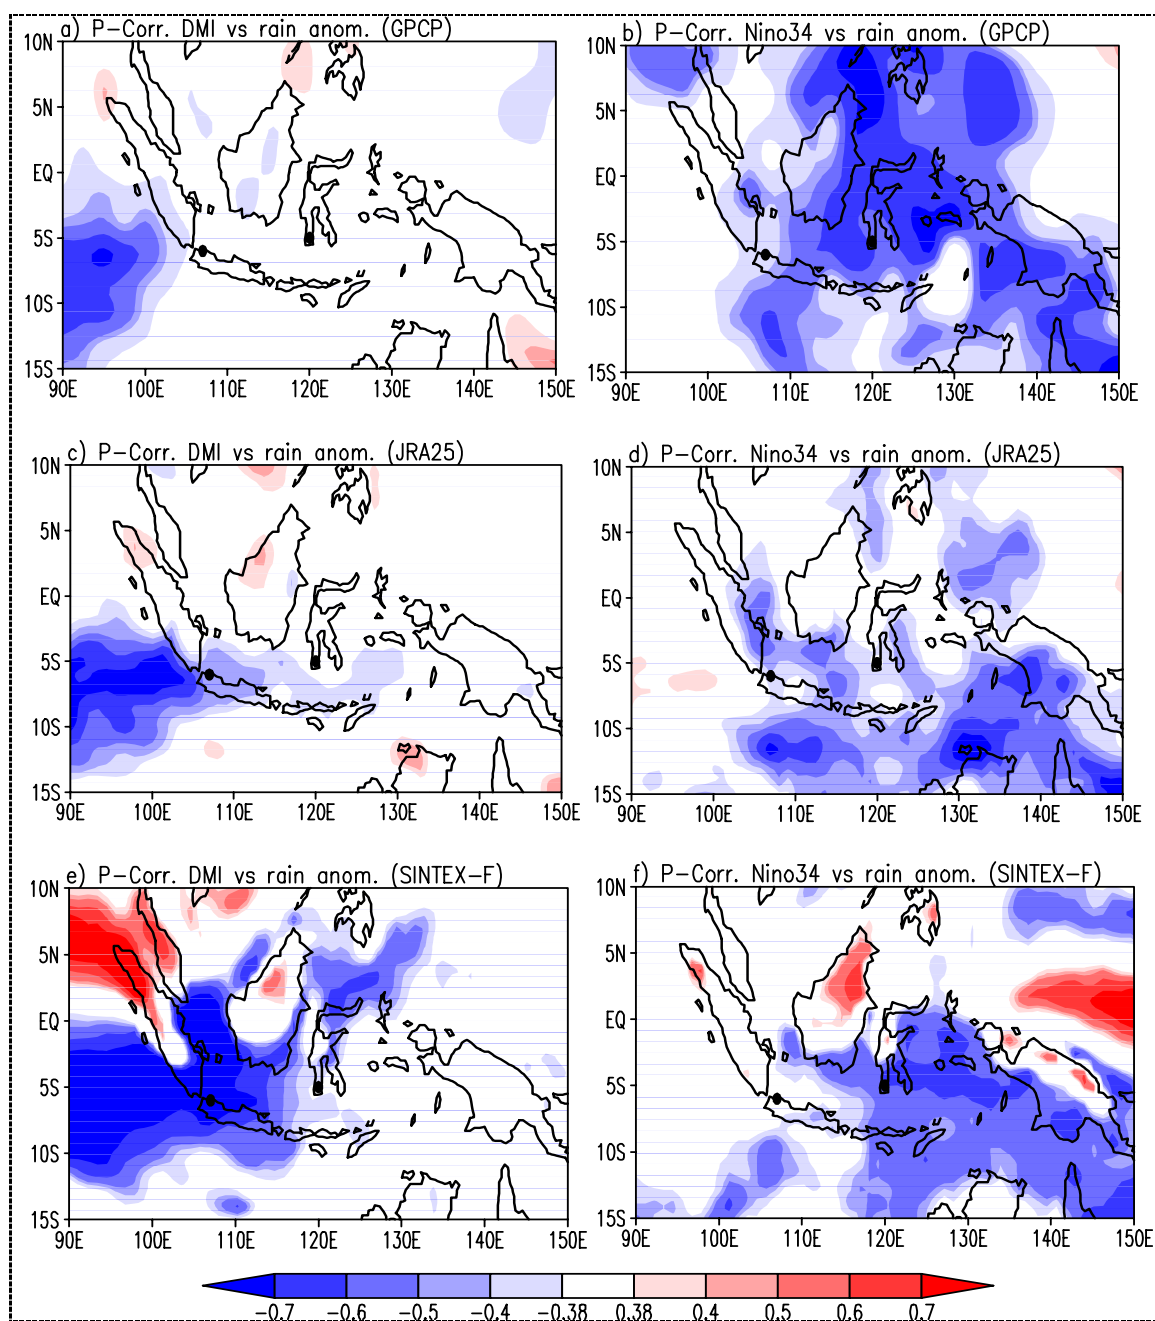 a) P-Corr. DMI vs rain anom. (GPCP)
10N
5N
EQ
5S
10S
15S
90E 100E 110E 120E 130E 140E 150E
b) P-Corr. Nino34 vs rain anom. (GPCP)
10N
5N
EQ
5S
10S
15S
90E 100E 110E 120E 130E 140E 150E
c) P-Corr. DMI vs rain anom. (JRA25)
10N
5N
EQ
5S
10S
15S
90E 100E 110E 120E 130E 140E 150E
d) P-Corr. Nino34 vs rain anom. (JRA25)
10N
5N
EQ
5S
10S
15S
90E 100E 110E 120E 130E 140E 150E
e) P-Corr. DMI vs rain anom. (SINTEX-F)
10N
5N
EQ
5S
10S
15S
90E 100E 110E 120E 130E 140E 150E
f) P-Corr. Nino34 vs rain anom. (SINTEX-F)
10N
5N
EQ
5S
10S
15S
90E 100E 110E 120E 130E 140E 150E
-0.7 -0.6 -0.5 -0.4 -0.38 0.38 0.4 0.5 0.6 0.7